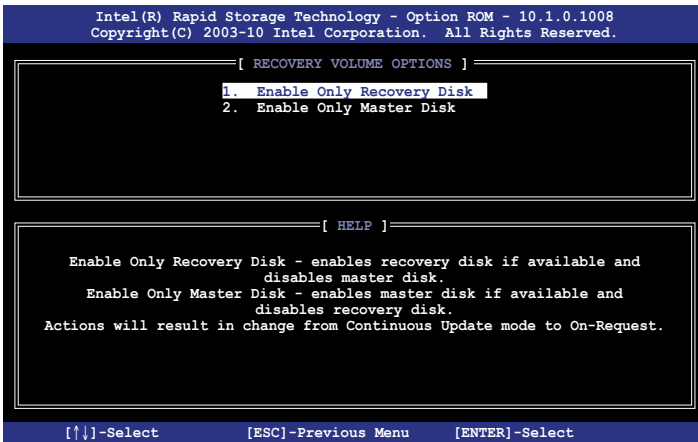 Intel(R) Rapid Storage Technology - Option ROM - 10.1.0.1008
Copyright(C) 2003-10 Intel Corporation.  All Rights Reserved.
[ RECOVERY VOLUME OPTIONS ]
1.  Enable Only Recovery Disk
2.  Enable Only Master Disk
[ HELP ]
Enable Only Recovery Disk - enables recovery disk if available and
disables master disk.
Enable Only Master Disk - enables master disk if available and
disables recovery disk.
Actions will result in change from Continuous Update mode to On-Request.
[↑↓]-Select [ESC]-Previous Menu [ENTER]-Select